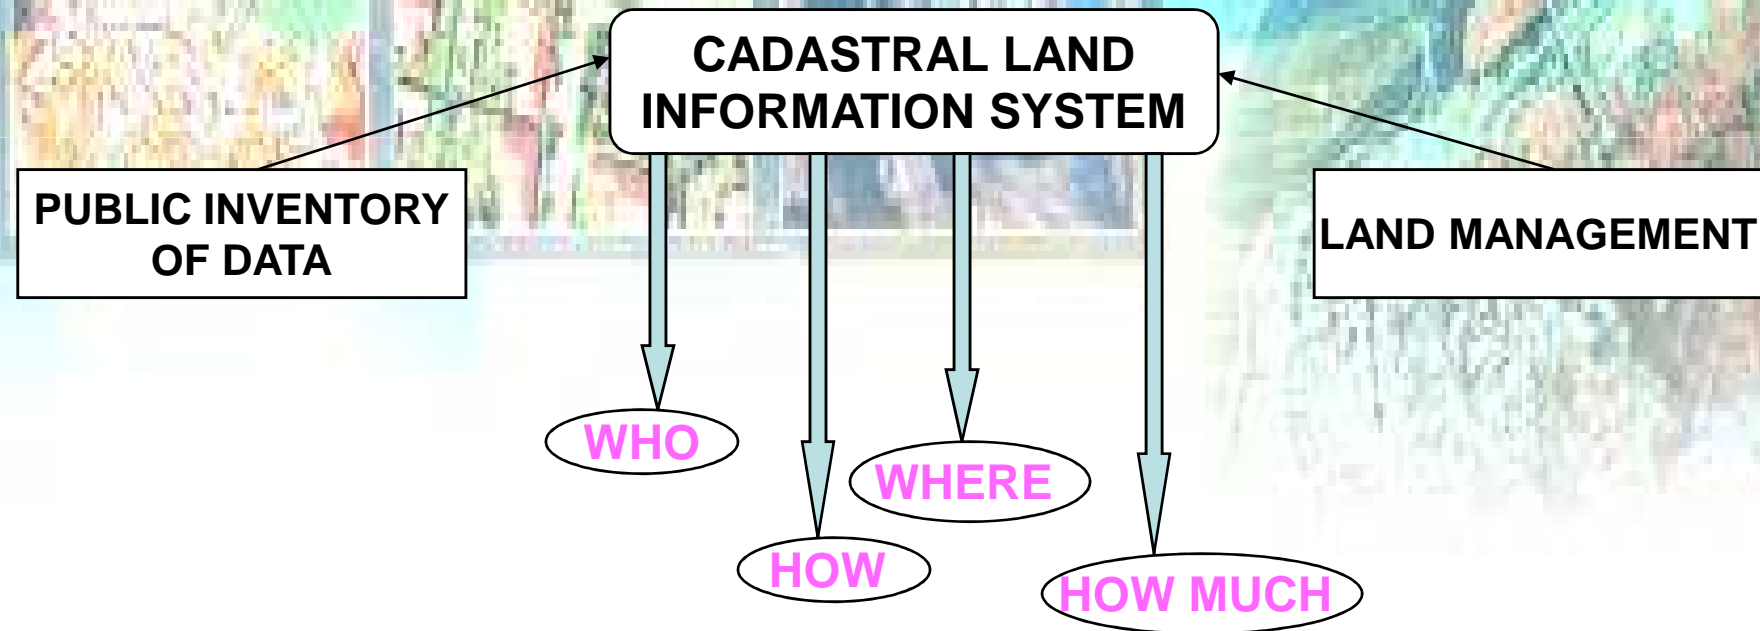 CADASTRAL LAND
INFORMATION SYSTEM
PUBLIC INVENTORY
OF DATA
LAND MANAGEMENT
WHO
WHERE
HOW
HOW MUCH